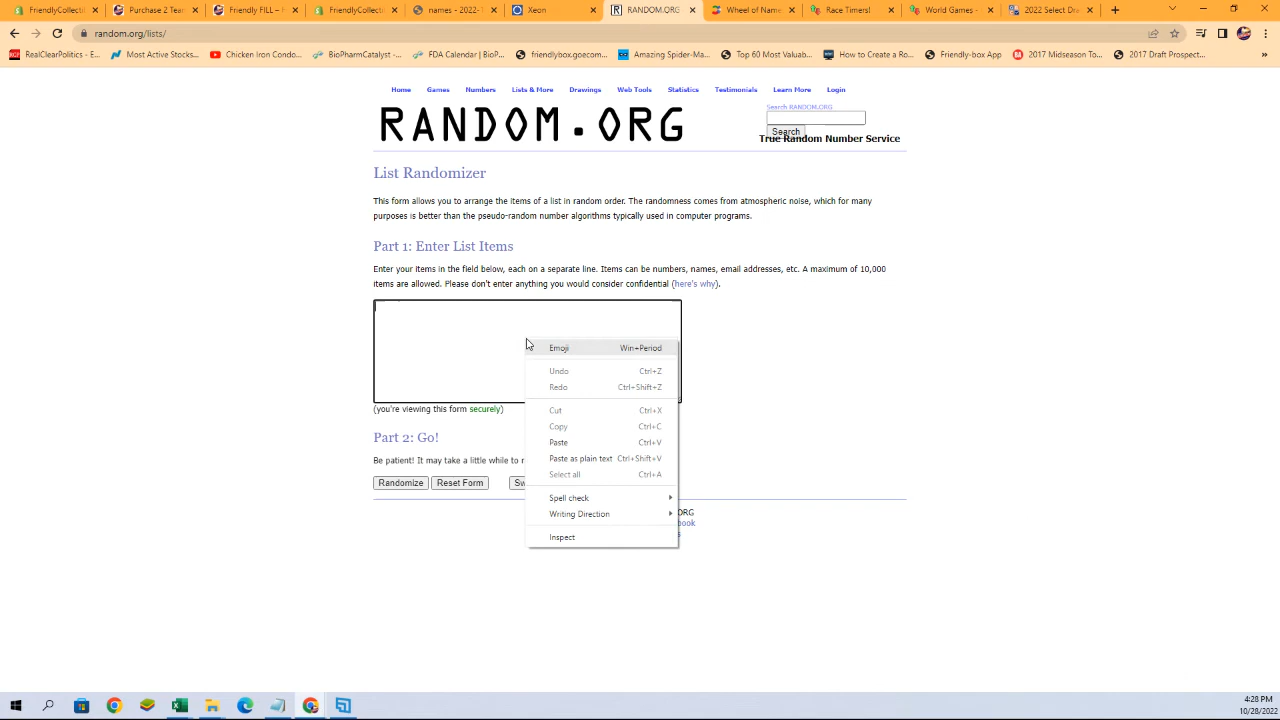 FriendlyCollecti
Purchase 2 Team
Friendly FILL – fr
FriendlyCollecti
names - 2022- 1
Xeon
RANDOM.ORG
Wheel of Name
Race Timers!
World Games -
2022 Select Dra
random.org/lists/
RealClearPolitics - E...
Most Active Stocks...
Chicken Iron Condo...
BioPharmCatalyst -...
FDA Calendar | BioP...
friendlybox.goecom...
Amazing Spider-Ma...
Top 60 Most Valuab...
How to Create a Ro...
Friendly-box App
2017 Midseason To...
2017 Draft Prospect...
»
Home Games Numbers Lists & More Drawings Web Tools Statistics Testimonials Learn More Login
RANDOM.ORG
Search RANDOM.ORG
Search
True Random Number Service
List Randomizer
This form allows you to arrange the items of a list in random order. The randomness comes from atmospheric noise, which for many
purposes is better than the pseudo-random number algorithms typically used in computer programs.
Part 1: Enter List Items
Enter your items in the field below, each on a separate line. Items can be numbers, names, email addresses, etc. A maximum of 10,000
items are allowed. Please don't enter anything you would consider confidential (here's why).
Emoji Win+Period
Undo Ctrl+Z
Redo Ctrl+Shift+Z
Cut Ctrl+X
Copy Ctrl+C
Paste Ctrl+V
Paste as plain text Ctrl+Shift+V
Select all Ctrl+A
Spell check
Writing Direction
Inspect
(you're viewing this form securely)
Part 2: Go!
Be patient! It may take a little while to
Randomize Reset Form Sw
ORG
book
4:28 PM
10/28/2022